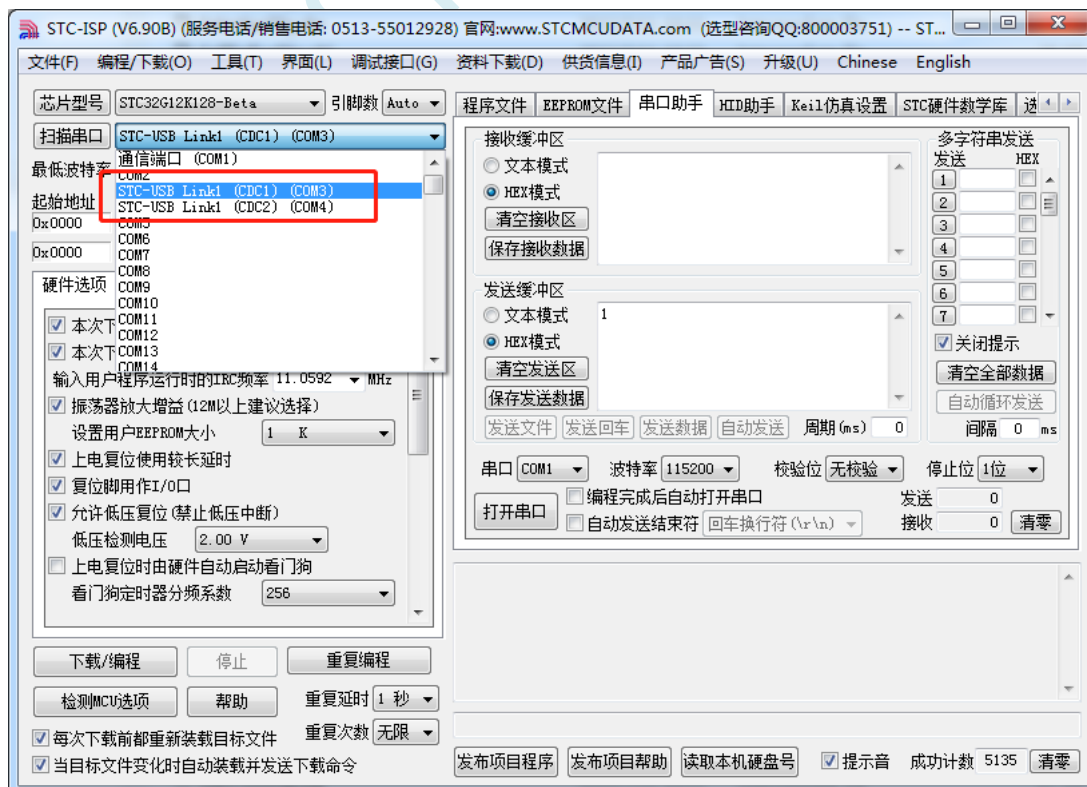 STC-ISP (V6.90B) (服务电话/销售电话: 0513-55012928) 官网:www.STCMCUDATA.com (选型咨询QQ:800003751) -- ST...
文件(F) 编程/下载(O) 工具(T) 界面(L) 调试接口(G) 资料下载(D) 供货信息(I) 产品广告(S) 升级(U) Chinese English
芯片型号 STC32G12K128-Beta 引脚数 Auto
扫描串口 STC-USB Link1 (CDC1) (COM3)
最低波特率
起始地址
0x0000
0x0000
通信端口 (COM1)
COM2
STC-USB Link1 (CDC1) (COM3)
STC-USB Link1 (CDC2) (COM4)
COM5
COM6
COM7
COM8
COM9
COM10
COM11
COM12
COM13
COM14
硬件选项
本次下
本次下
输入用户程序运行时的IRC频率 11.0592 MHz
振荡器放大增益(12M以上建议选择)
设置用户EEPROM大小 1 K
上电复位使用较长延时
复位脚用作I/O口
允许低压复位(禁止低压中断)
低压检测电压 2.00 V
上电复位时由硬件自动启动看门狗
看门狗定时器分频系数 256
下载/编程 停止 重复编程
检测MCU选项 帮助 重复延时 1 秒
重复次数 无限
每次下载前都重新装载目标文件
当目标文件变化时自动装载并发送下载命令
程序文件 EEPROM文件 串口助手 HID助手 Keil仿真设置 STC硬件数学库 选
接收缓冲区
文本模式
HEX模式
清空接收区
保存接收数据
发送缓冲区
文本模式
1
HEX模式
清空发送区
保存发送数据
发送文件 发送回车 发送数据 自动发送 周期(ms) 0
多字符串发送
发送 HEX
1
2
3
4
5
6
7
关闭提示
清空全部数据
自动循环发送
间隔 0 ms
串口 COM1 波特率 115200 校验位 无校验 停止位 1位
打开串口 编程完成后自动打开串口 发送 0
自动发送结束符 回车换行符(\r\n) 接收 0 清零
发布项目程序 发布项目帮助 读取本机硬盘号 提示音 成功计数 5135 清零